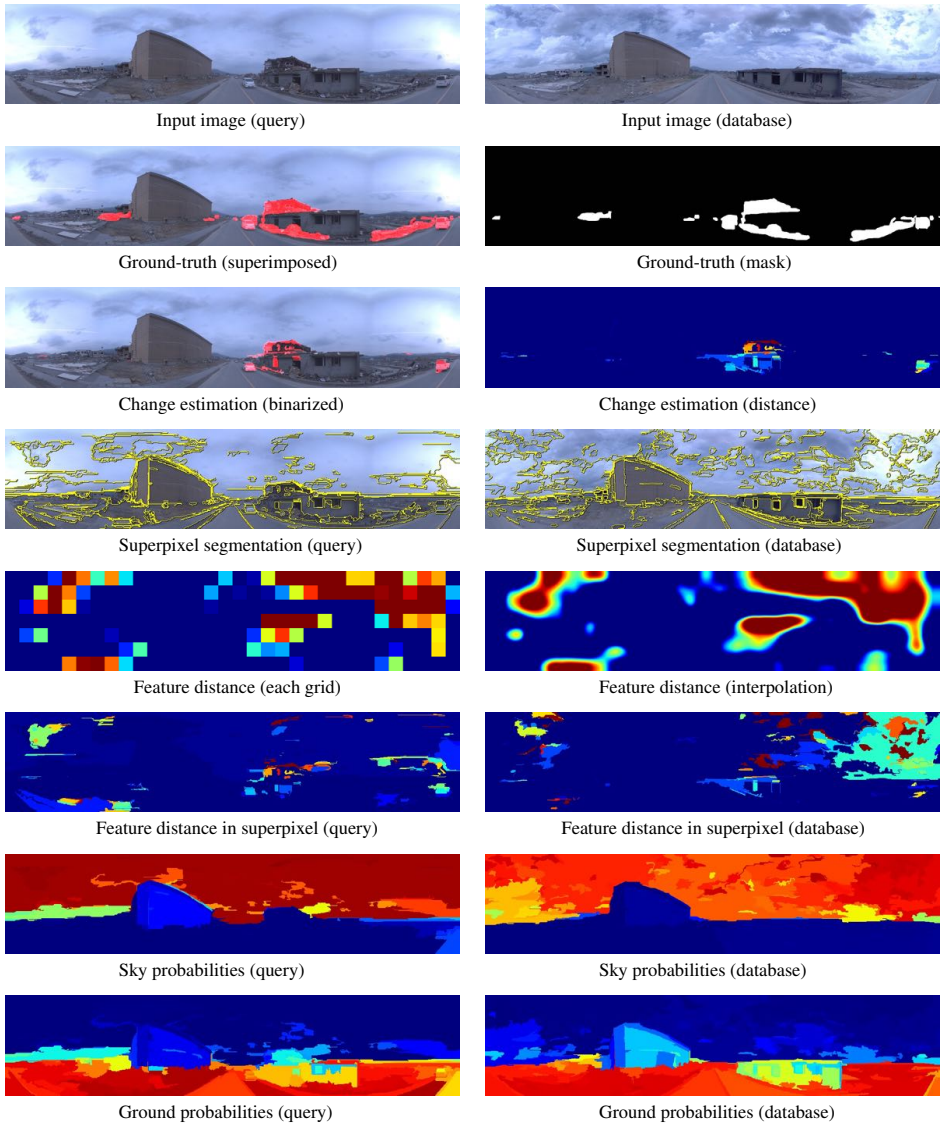 Input image (query)
Input image (database)
Ground-truth (superimposed)
Ground-truth (mask)
Change estimation (binarized)
Change estimation (distance)
Superpixel segmentation (query)
Superpixel segmentation (database)
Feature distance (each grid)
Feature distance (interpolation)
Feature distance in superpixel (query)
Feature distance in superpixel (database)
Sky probabilities (query)
Sky probabilities (database)
Ground probabilities (query)
Ground probabilities (database)